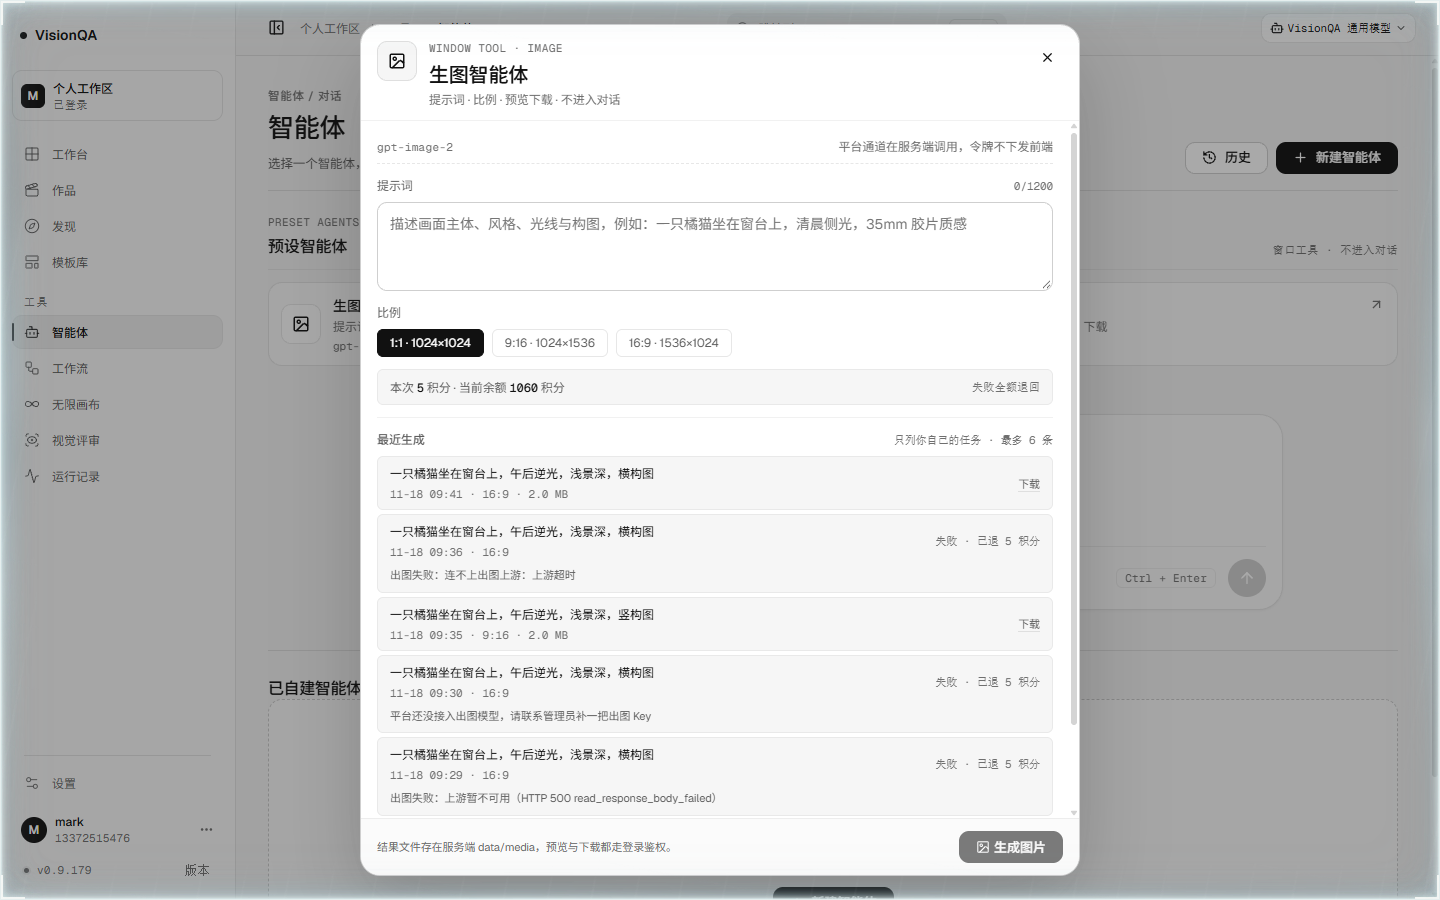 VisionQA
M
个人工作区
已登录
工作台
作品
发现
模板库
工具
智能体
工作流
无限画布
视觉评审
运行记录
设置
M
mark
13372515476
v0.9.179
版本
个人工作区
VisionQA 通用模型
智能体 / 对话
智能体
选择一个智能体,
历史
新建智能体
PRESET AGENTS
预设智能体
窗口工具 · 不进入对话
生图
提示词
gpt-
下载
Ctrl + Enter
已自建智能体
WINDOW TOOL · IMAGE
生图智能体
提示词 · 比例 · 预览下载 · 不进入对话
gpt-image-2
平台通道在服务端调用，令牌不下发前端
提示词
0/1200
描述画面主体、风格、光线与构图，例如：一只橘猫坐在窗台上，清晨侧光，35mm 胶片质感
比例
1:1 · 1024×1024
9:16 · 1024×1536
16:9 · 1536×1024
本次 5 积分 · 当前余额 1060 积分
失败全额退回
最近生成
只列你自己的任务 · 最多 6 条
一只橘猫坐在窗台上，午后逆光，浅景深，横构图
11-18 09:41 · 16:9 · 2.0 MB
下载
一只橘猫坐在窗台上，午后逆光，浅景深，横构图
11-18 09:36 · 16:9
失败 · 已退 5 积分
出图失败：连不上出图上游：上游超时
一只橘猫坐在窗台上，午后逆光，浅景深，竖构图
11-18 09:35 · 9:16 · 2.0 MB
下载
一只橘猫坐在窗台上，午后逆光，浅景深，横构图
11-18 09:30 · 16:9
失败 · 已退 5 积分
平台还没接入出图模型，请联系管理员补一把出图 Key
一只橘猫坐在窗台上，午后逆光，浅景深，横构图
11-18 09:29 · 16:9
失败 · 已退 5 积分
出图失败：上游暂不可用（HTTP 500 read_response_body_failed）
结果文件存在服务端 data/media，预览与下载都走登录鉴权。
生成图片